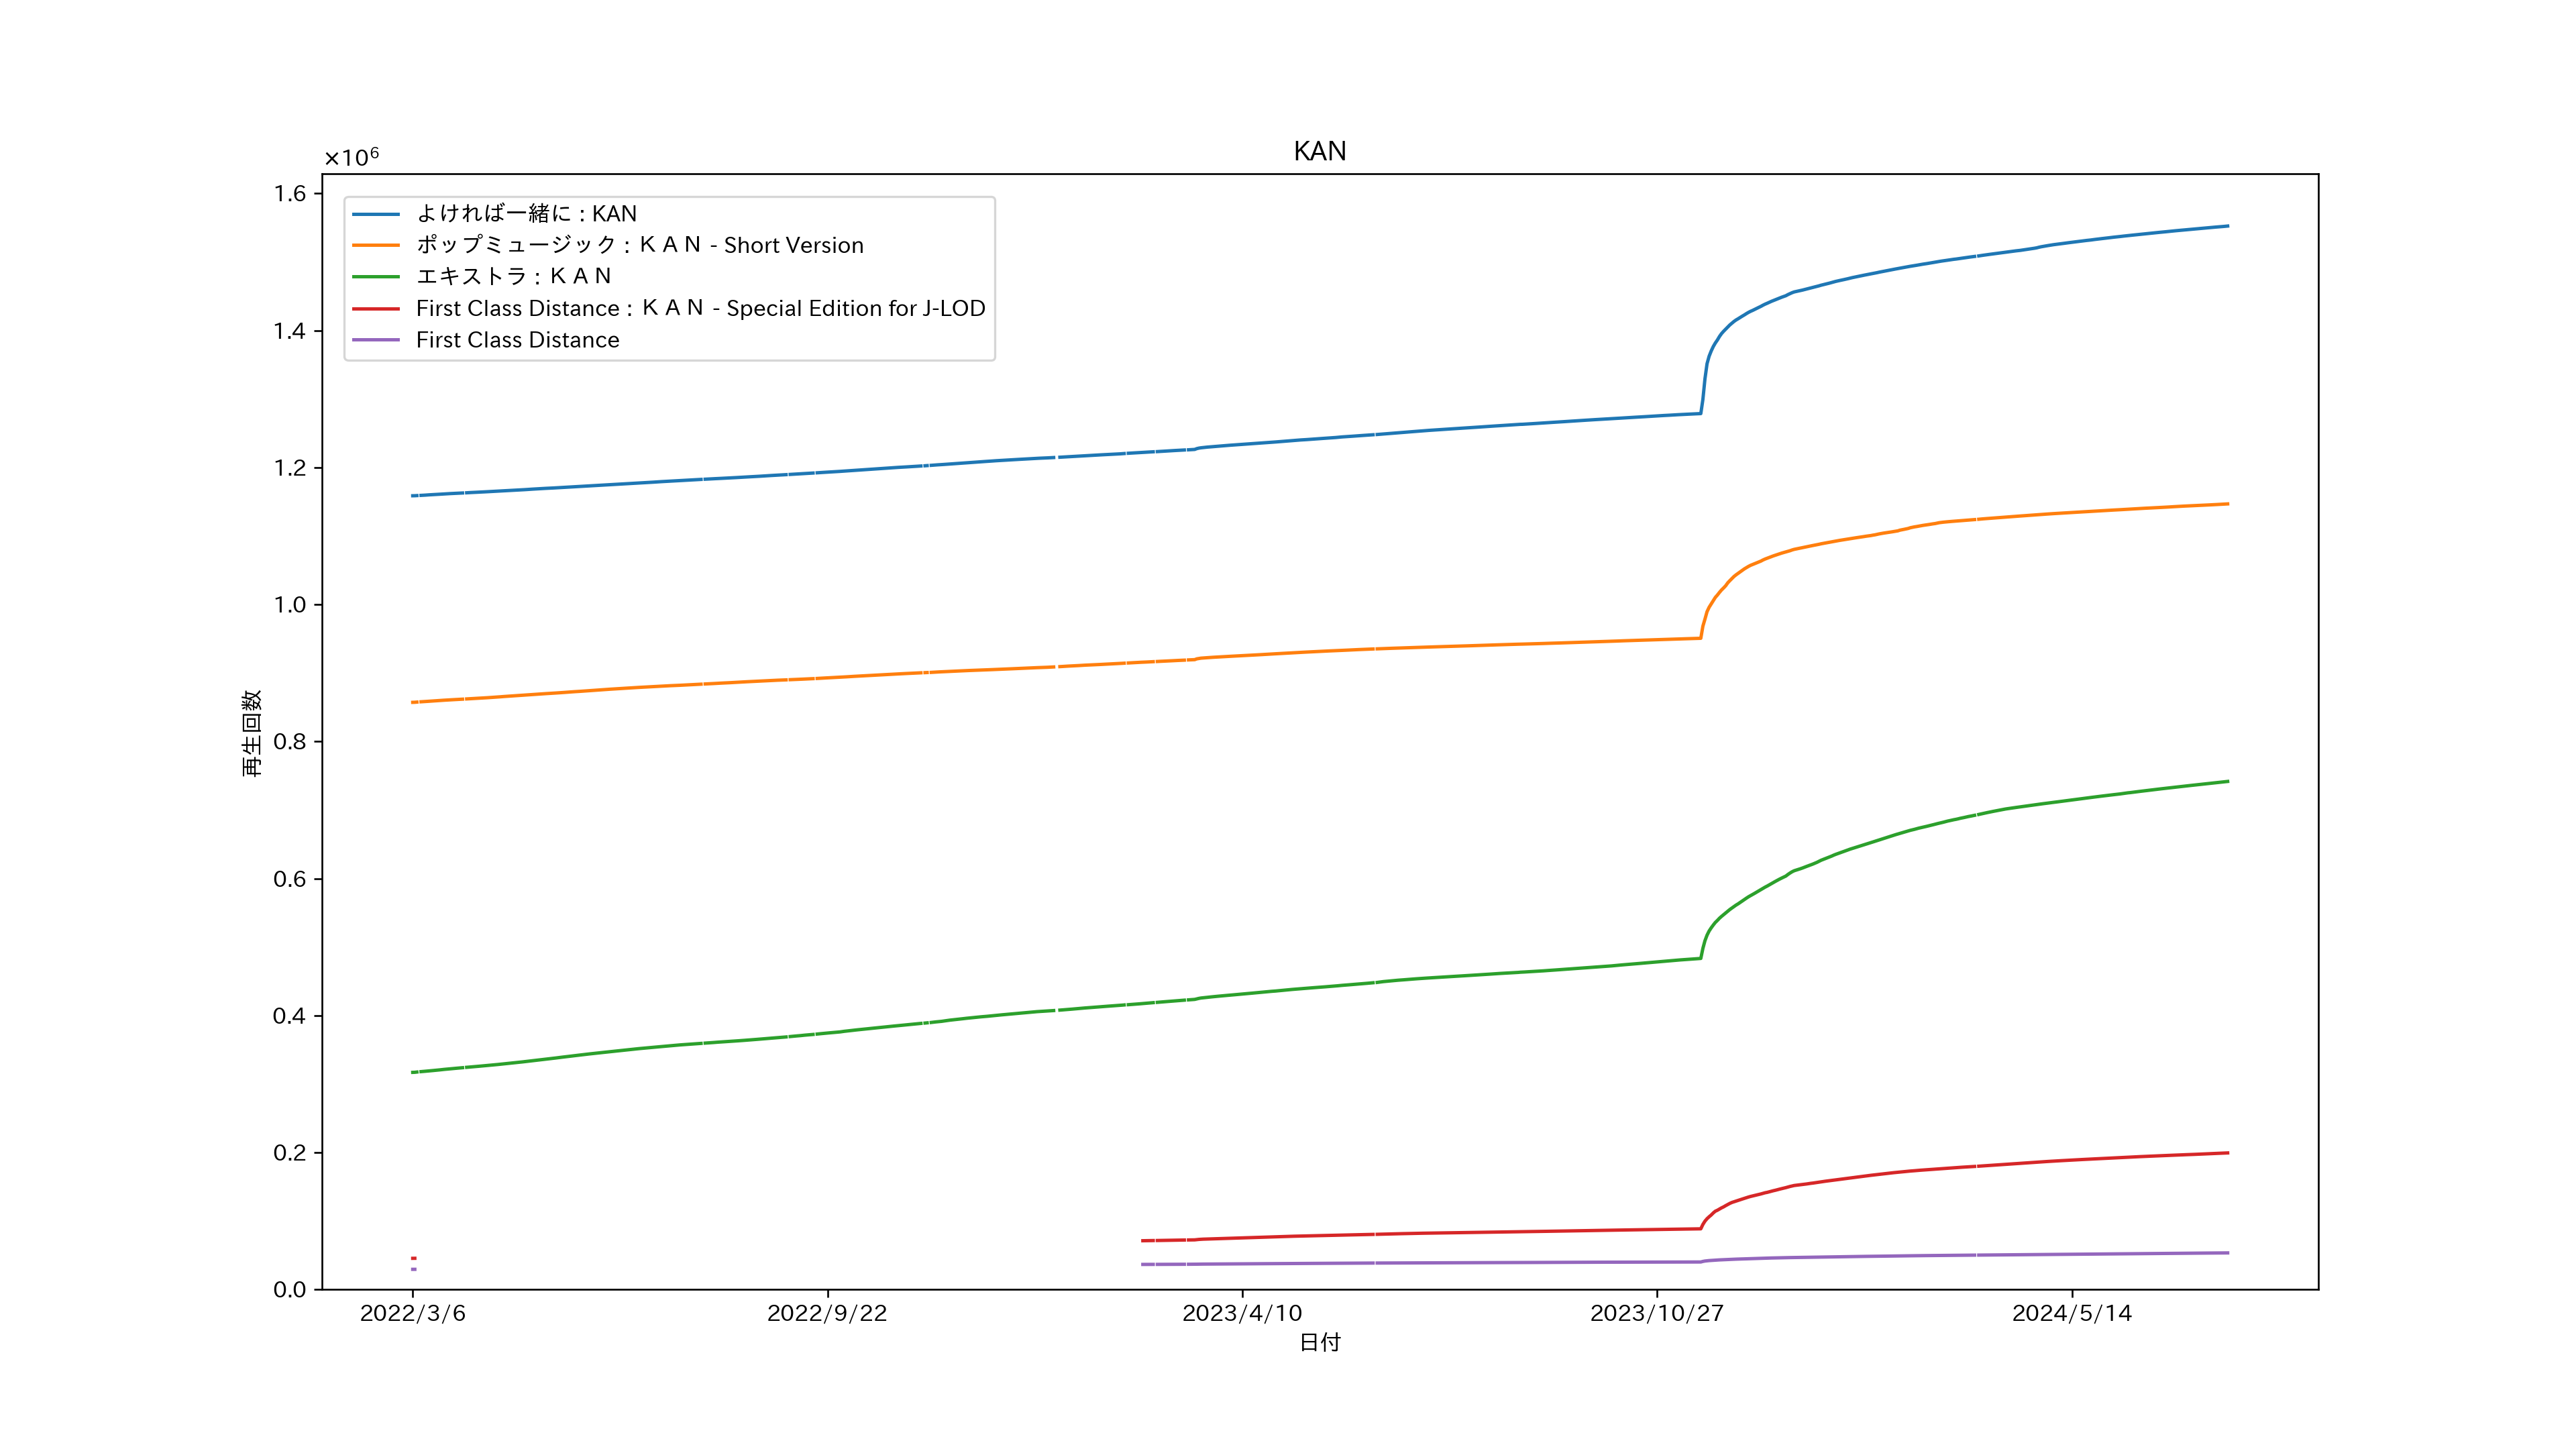 KAN
×10⁶
1.6
1.4
1.2
1.0
0.8
0.6
0.4
0.2
0.0
よければ一緒に : KAN
ポップミュージック : ＫＡＮ - Short Version
エキストラ : ＫＡＮ
First Class Distance : ＫＡＮ - Special Edition for J-LOD
First Class Distance
再生回数
2022/3/6
2022/9/22
2023/4/10
2023/10/27
2024/5/14
日付